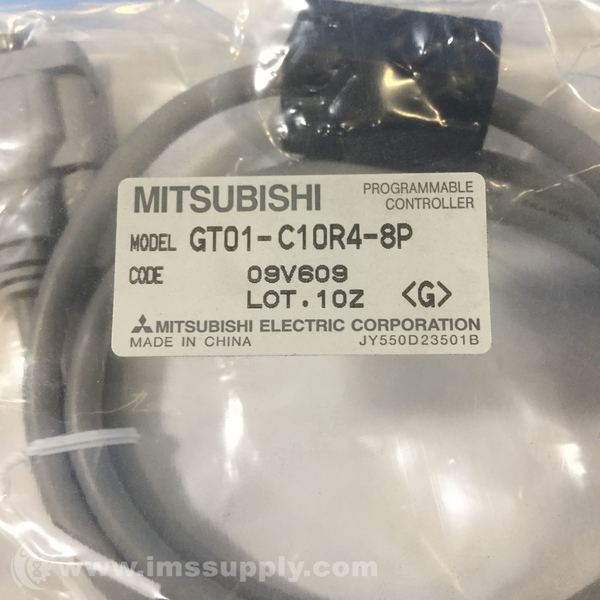 MITSUBISHI PROGRAMMABLE CONTROLLER
MODEL GT01-C10R4-8P
CODE 09V609
LOT.10Z <G>
MITSUBISHI ELECTRIC CORPORATION
MADE IN CHINA JY550D23501B
www.imssupply.com